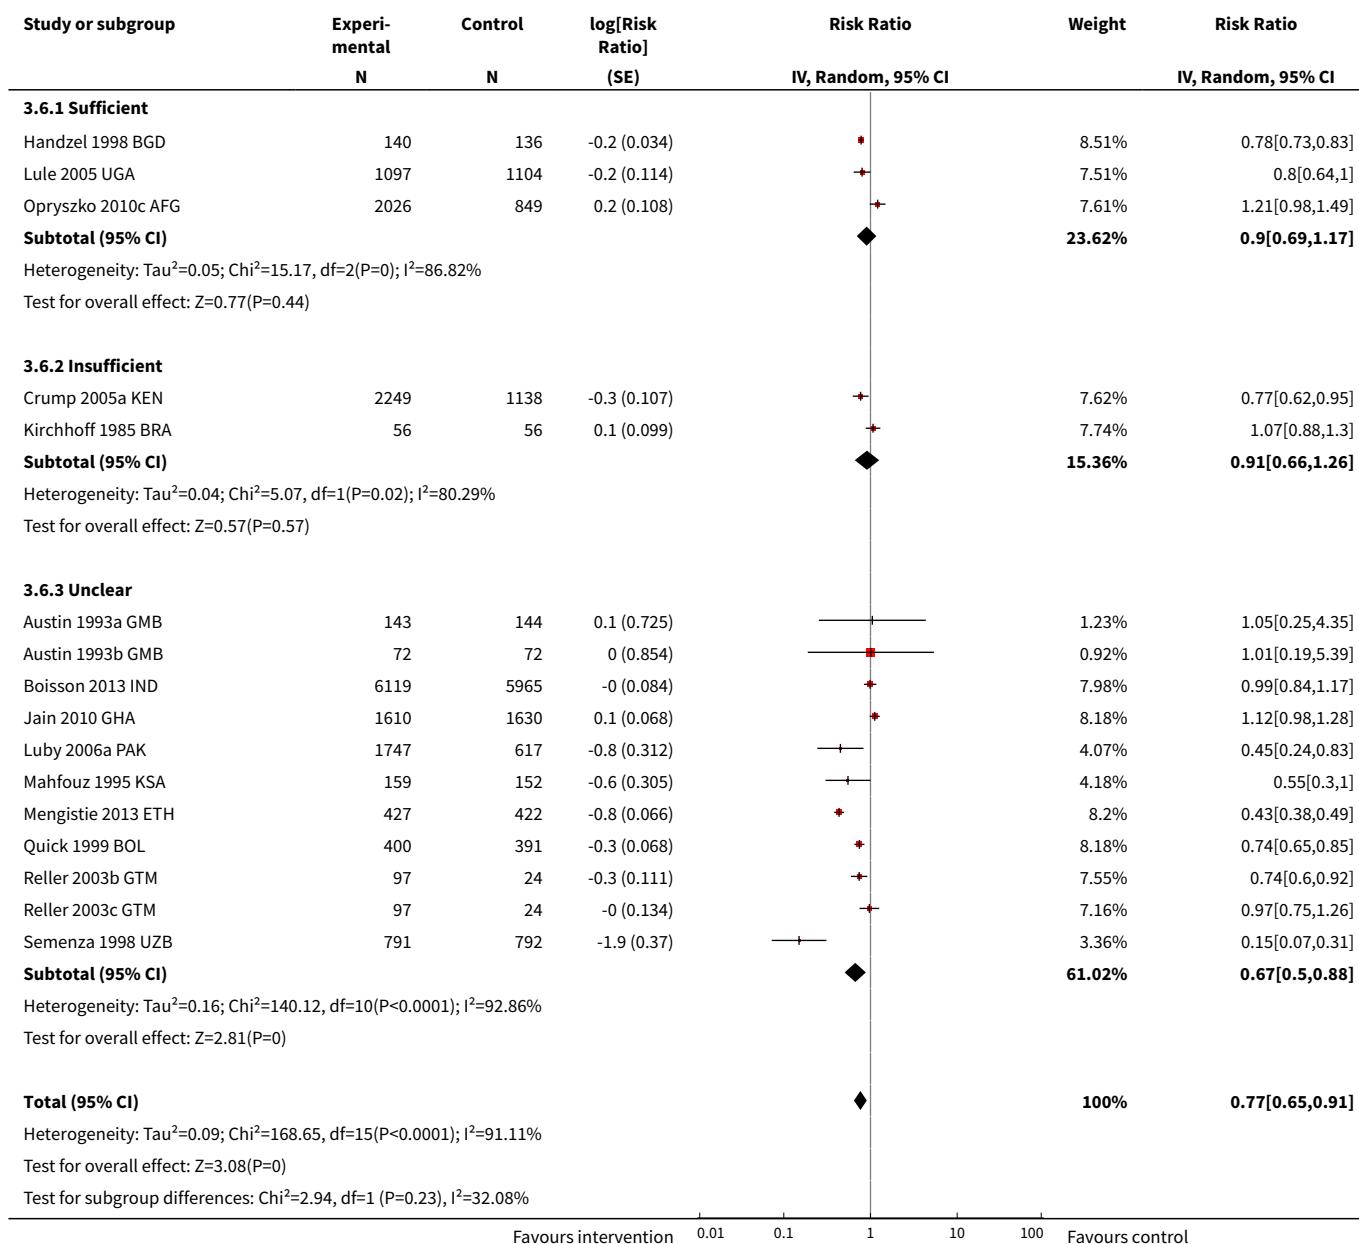 Study or subgroup Experi-mental Control log[Risk Ratio] Risk Ratio Weight Risk Ratio
N N (SE) IV, Random, 95% CI IV, Random, 95% CI
3.6.1 Sufficient
Handzel 1998 BGD 140 136 -0.2 (0.034) 8.51% 0.78[0.73,0.83]
Lule 2005 UGA 1097 1104 -0.2 (0.114) 7.51% 0.8[0.64,1]
Opryszko 2010c AFG 2026 849 0.2 (0.108) 7.61% 1.21[0.98,1.49]
Subtotal (95% CI) 23.62% 0.9[0.69,1.17]
Heterogeneity: Tau²=0.05; Chi²=15.17, df=2(P=0); I²=86.82%
Test for overall effect: Z=0.77(P=0.44)
3.6.2 Insufficient
Crump 2005a KEN 2249 1138 -0.3 (0.107) 7.62% 0.77[0.62,0.95]
Kirchhoff 1985 BRA 56 56 0.1 (0.099) 7.74% 1.07[0.88,1.3]
Subtotal (95% CI) 15.36% 0.91[0.66,1.26]
Heterogeneity: Tau²=0.04; Chi²=5.07, df=1(P=0.02); I²=80.29%
Test for overall effect: Z=0.57(P=0.57)
3.6.3 Unclear
Austin 1993a GMB 143 144 0.1 (0.725) 1.23% 1.05[0.25,4.35]
Austin 1993b GMB 72 72 0 (0.854) 0.92% 1.01[0.19,5.39]
Boisson 2013 IND 6119 5965 -0 (0.084) 7.98% 0.99[0.84,1.17]
Jain 2010 GHA 1610 1630 0.1 (0.068) 8.18% 1.12[0.98,1.28]
Luby 2006a PAK 1747 617 -0.8 (0.312) 4.07% 0.45[0.24,0.83]
Mahfouz 1995 KSA 159 152 -0.6 (0.305) 4.18% 0.55[0.3,1]
Mengistie 2013 ETH 427 422 -0.8 (0.066) 8.2% 0.43[0.38,0.49]
Quick 1999 BOL 400 391 -0.3 (0.068) 8.18% 0.74[0.65,0.85]
Reller 2003b GTM 97 24 -0.3 (0.111) 7.55% 0.74[0.6,0.92]
Reller 2003c GTM 97 24 -0 (0.134) 7.16% 0.97[0.75,1.26]
Semenza 1998 UZB 791 792 -1.9 (0.37) 3.36% 0.15[0.07,0.31]
Subtotal (95% CI) 61.02% 0.67[0.5,0.88]
Heterogeneity: Tau²=0.16; Chi²=140.12, df=10(P<0.0001); I²=92.86%
Test for overall effect: Z=2.81(P=0)
Total (95% CI) 100% 0.77[0.65,0.91]
Heterogeneity: Tau²=0.09; Chi²=168.65, df=15(P<0.0001); I²=91.11%
Test for overall effect: Z=3.08(P=0)
Test for subgroup differences: Chi²=2.94, df=1 (P=0.23), I²=32.08%
Favours intervention 0.01 0.1 1 10 100 Favours control